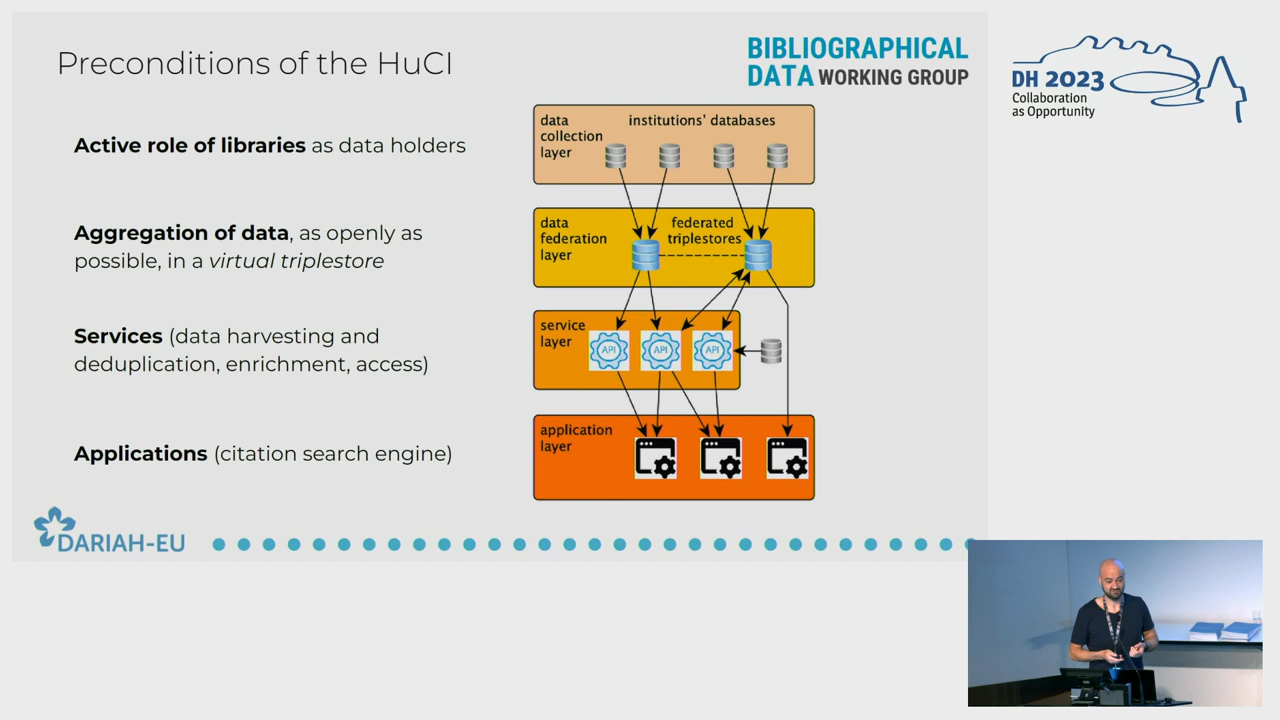 Preconditions of the HuCI
BIBLIOGRAPHICAL
DATA WORKING GROUP
DH 2023
Collaboration
as Opportunity
Active role of libraries as data holders
Aggregation of data, as openly as
possible, in a virtual triplestore
Services (data harvesting and
deduplication, enrichment, access)
Applications (citation search engine)
data
collection
layer
institutions' databases
data
federation
layer
federated
triplestores
service
layer
API
API
API
application
layer
DARIAH-EU